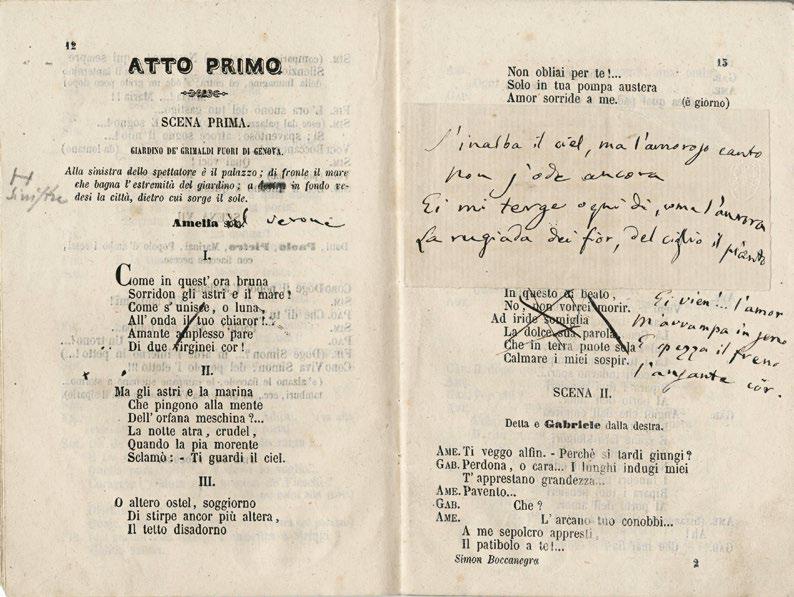 12
ATTO PRIMO
SCENA PRIMA.
GIARDINO DE' GRIMALDI FUORI DI GENOVA.
Alla sinistra dello spettatore è il palazzo; di fronte il mare
che bagna l'estremità del giardino; a destra in fondo ve-
desi la città, dietro cui sorge il sole.
sinistra
Amelia
I.
Come in quest' ora bruna
Sorridon gli astri e il mare!
Come s'unisce, o luna,
All' onda il tuo chiaror!..
Amante amplesso pare
Di due virginei cor!
II.
Ma gli astri e la marina
Che pingono alla mente
Dell' orfana meschina?...
La notte atra, crudel,
Quando la pia morente
Sclamò: - Ti guardi il ciel.
III.
O altero ostel, soggiorno
Di stirpe ancor più altera,
Il tetto disadorno
13
Non obliai per te!...
Solo in tua pompa austera
Amor sorride a me.
(è giorno)
S'inalba il ciel, ma l'amoroso canto
non s'ode ancora
Ei mi terge ogni dì, come l'aurora
La rugiada dei fior, del ciglio il pianto
In questo dì beato,
No, non vorrei morir.
Ad iride somiglia
La dolce sua parola
Che in terra puote sola
Calmare i miei sospir.
Ei vien!.. l'amor
m'avvampa in seno
E spezza il freno
l'ansante cör.
SCENA II.
Detta e Gabriele dalla destra.
AME. Ti veggo alfin. - Perchè sì tardi giungi?
GAB. Perdona, o cara... I lunghi indugi miei
T' apprestano grandezza...
AME. Pavento...
GAB. Che?
AME. L' arcano tuo conobbi...
A me sepolcro appresti,
Il patibolo a te!...
Simon Boccanegra
2